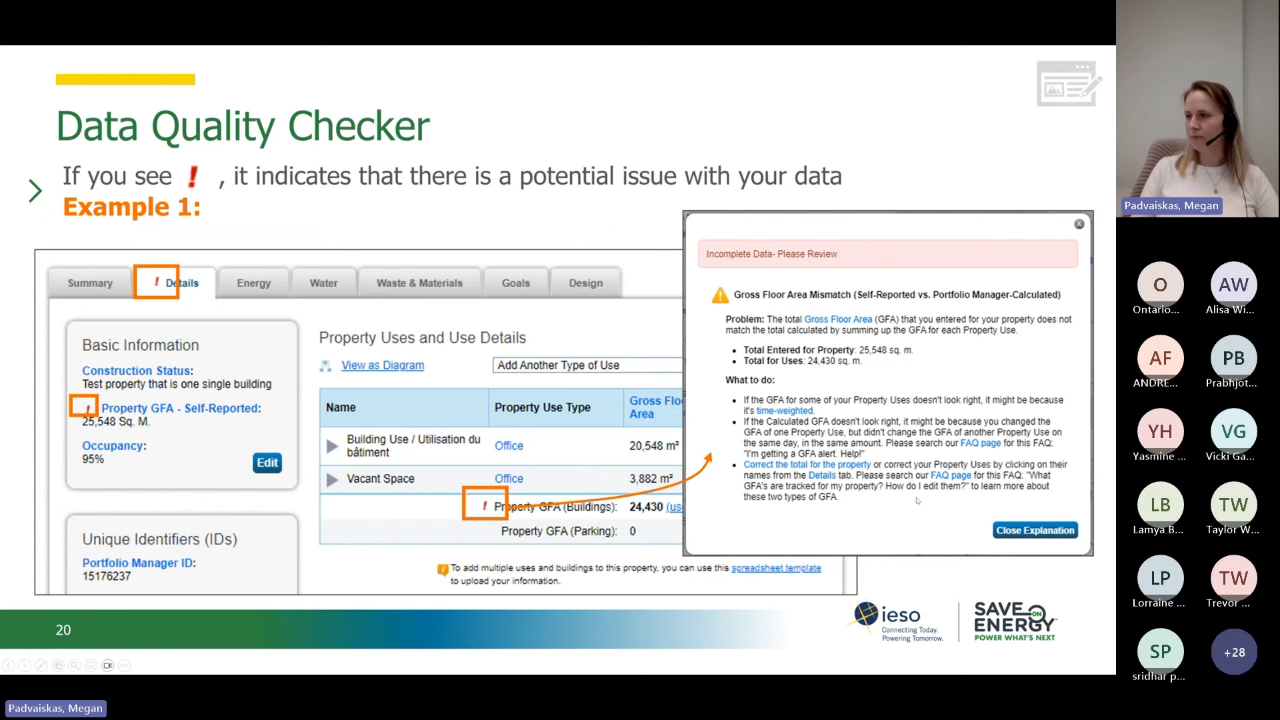 Data Quality Checker
If you see ! , it indicates that there is a potential issue with your data
Example 1:
Summary
! Details
Energy
Water
Waste & Materials
Goals
Design
Basic Information
Construction Status:
Test property that is one single building
! Property GFA - Self-Reported:
25,548 Sq. M.
Occupancy:
95%
Edit
Unique Identifiers (IDs)
Portfolio Manager ID:
15176237
Property Uses and Use Details
View as Diagram
Add Another Type of Use
Name
Property Use Type
Gross Flo
Area
Building Use / Utilisation du
bâtiment
Office
20,548 m²
Vacant Space
Office
3,882 m²
! Property GFA (Buildings): 24,430 (us
Property GFA (Parking): 0
To add multiple uses and buildings to this property, you can use this spreadsheet template
to upload your information.
Incomplete Data- Please Review
Gross Floor Area Mismatch (Self-Reported vs. Portfolio Manager-Calculated)
Problem: The total Gross Floor Area (GFA) that you entered for your property does not
match the total calculated by summing up the GFA for each Property Use.
• Total Entered for Property: 25,548 sq. m.
• Total for Uses: 24,430 sq. m.
What to do:
• If the GFA for some of your Property Uses doesn't look right, it might be because
it's time-weighted.
• If the Calculated GFA doesn't look right, it might be because you changed the
GFA of one Property Use, but didn't change the GFA of another Property Use on
the same day, in the same amount. Please search our FAQ page for this FAQ:
"I'm getting a GFA alert. Help!"
• Correct the total for the property or correct your Property Uses by clicking on their
names from the Details tab. Please search our FAQ page for this FAQ: "What
GFA's are tracked for my property? How do I edit them?" to learn more about
these two types of GFA.
Close Explanation
20
ieso
Connecting Today.
Powering Tomorrow.
SAVE ON
ENERGY
POWER WHAT'S NEXT
Padvaiskas, Megan
Padvaiskas, Megan
O
Ontario...
AW
Alisa Wi...
AF
ANDRE...
PB
Prabhjot...
YH
Yasmine ...
VG
Vicki Ga...
LB
Lamya B...
TW
Taylor W...
LP
Lorraine ...
TW
Trevor ...
SP
sridhar p...
+28